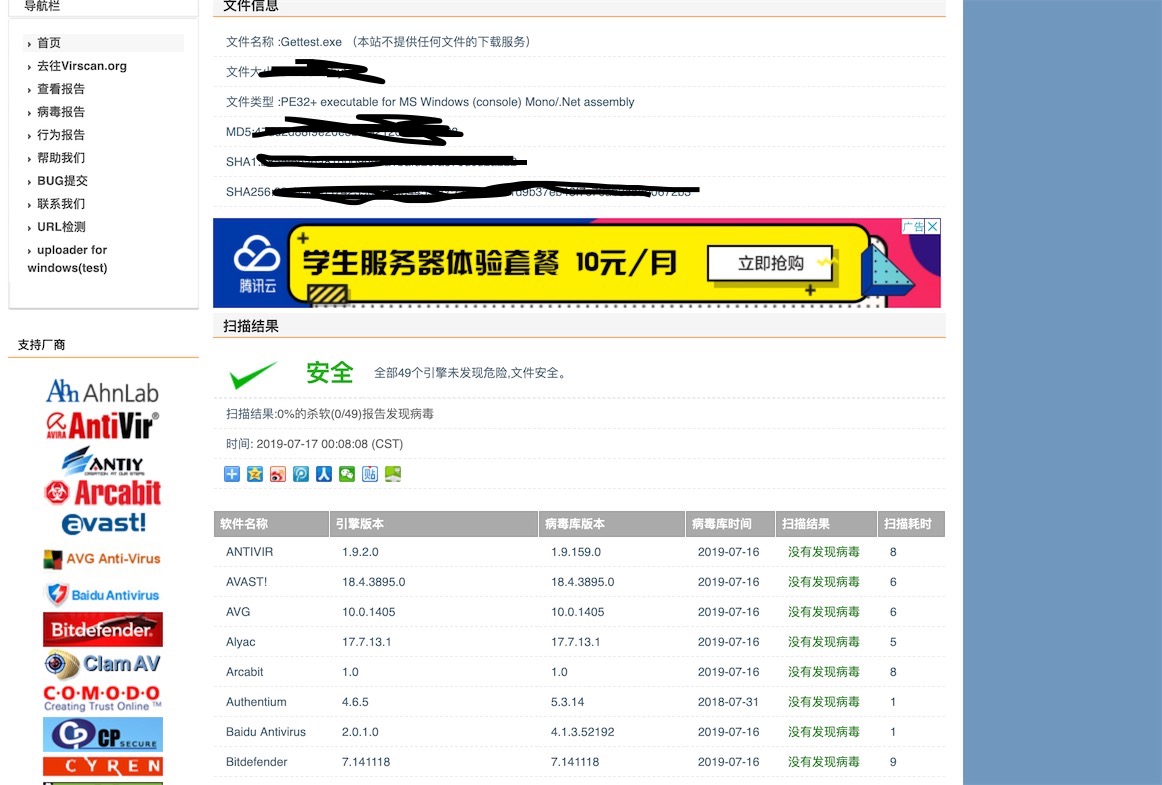 导航栏
首页
去往Virscan.org
查看报告
病毒报告
行为报告
帮助我们
BUG提交
联系我们
URL检测
uploader for
windows(test)
支持厂商
Ahn AhnLab
AVIRA AntiVir®
ANTIY
Arcabit
avast!
AVG Anti-Virus
Baidu Antivirus
Bitdefender.
ClamAV
C·O·M·O·D·O
Creating Trust Online ™
CP SECURE
CYREN
文件信息
文件名称 :Gettest.exe （本站不提供任何文件的下载服务）
文件大
文件类型 :PE32+ executable for MS Windows (console) Mono/.Net assembly
MD5:
SHA1:
SHA256:
广告
腾讯云
学生服务器体验套餐 10元/月
立即抢购
扫描结果
安全 全部49个引擎未发现危险,文件安全。
扫描结果:0%的杀软(0/49)报告发现病毒
时间: 2019-07-17 00:08:08 (CST)
贴
软件名称 引擎版本 病毒库版本 病毒库时间 扫描结果 扫描耗时
ANTIVIR 1.9.2.0 1.9.159.0 2019-07-16 没有发现病毒 8
AVAST! 18.4.3895.0 18.4.3895.0 2019-07-16 没有发现病毒 6
AVG 10.0.1405 10.0.1405 2019-07-16 没有发现病毒 6
Alyac 17.7.13.1 17.7.13.1 2019-07-16 没有发现病毒 5
Arcabit 1.0 1.0 2019-07-16 没有发现病毒 8
Authentium 4.6.5 5.3.14 2018-07-31 没有发现病毒 1
Baidu Antivirus 2.0.1.0 4.1.3.52192 2019-07-16 没有发现病毒 1
Bitdefender 7.141118 7.141118 2019-07-16 没有发现病毒 9